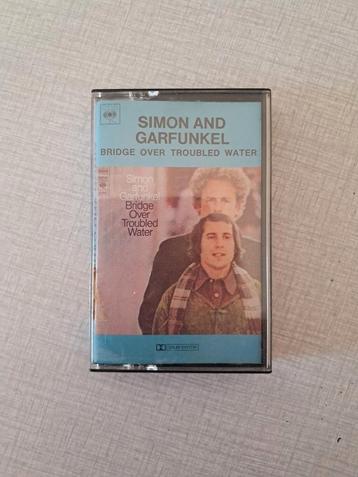 SIMON AND
GARFUNKEL
BRIDGE OVER TROUBLED WATER
Simon
and
Garfunkel
Bridge
Over
Troubled
Water